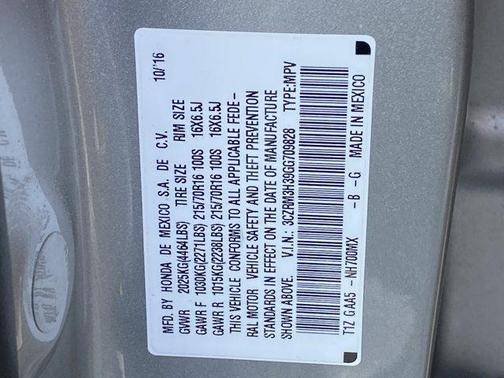 MFD. BY HONDA DE MEXICO S.A. DE C.V. 10/16
GVWR 2025KG(4464LBS) TIRE SIZE RIM SIZE
GAWR F 1030KG(2271LBS) 215/70R16 100S 16X6.5J
GAWR R 1015KG(2238LBS) 215/70R16 100S 16X6.5J
THIS VEHICLE CONFORMS TO ALL APPLICABLE FEDE-
RAL MOTOR VEHICLE SAFETY AND THEFT PREVENTION
STANDARDS IN EFFECT ON THE DATE OF MANUFACTURE
SHOWN ABOVE. V.I.N.: 3CZRM3H39GG709828 TYPE:MPV
T1Z GAA5 -NH700MX -B -G MADE IN MEXICO